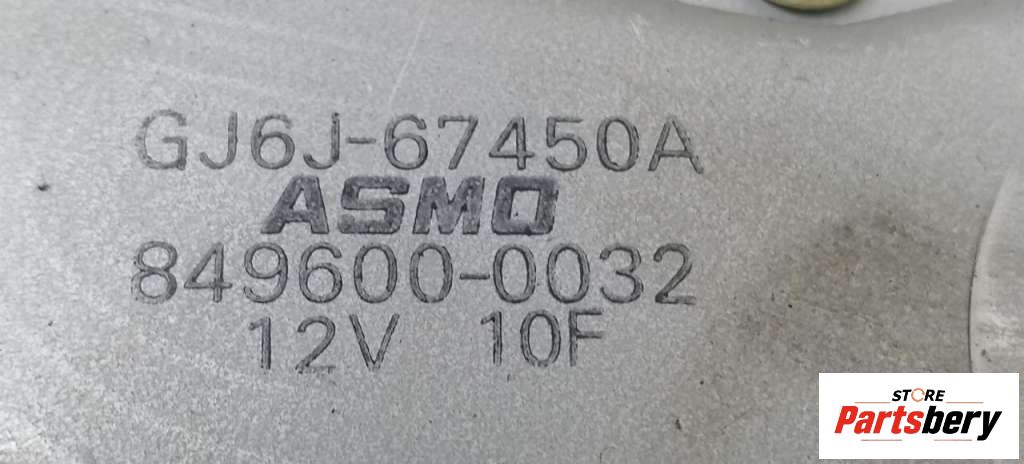 GJ6J-67450A
ASMO
849600-0032
12V 10F
STORE
Partsbery